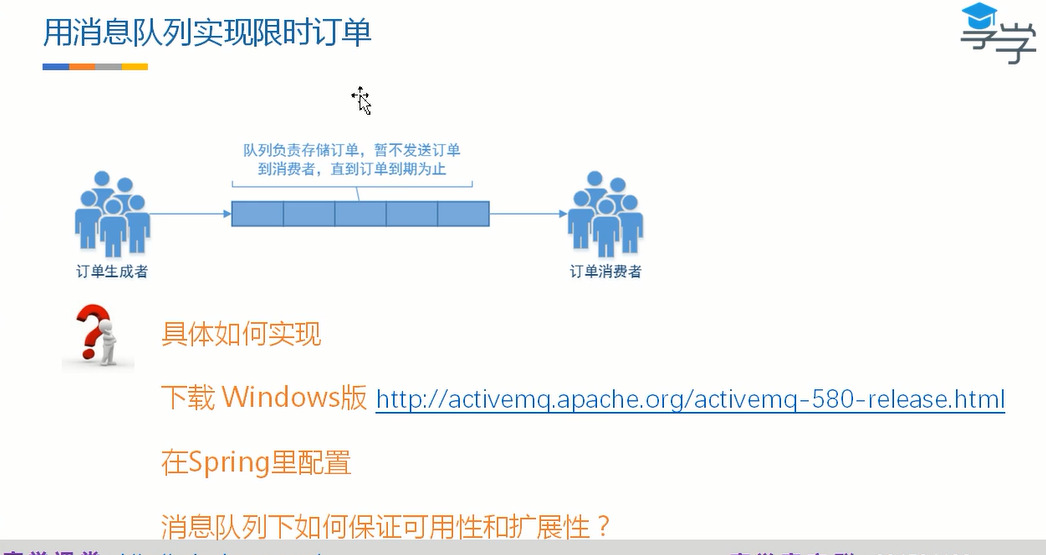 用消息队列实现限时订单
享学
队列负责存储订单，暂不发送订单
到消费者，直到订单到期为止
订单生成者
订单消费者
具体如何实现
下载 Windows版 http://activemq.apache.org/activemq-580-release.html
在Spring里配置
消息队列下如何保证可用性和扩展性？